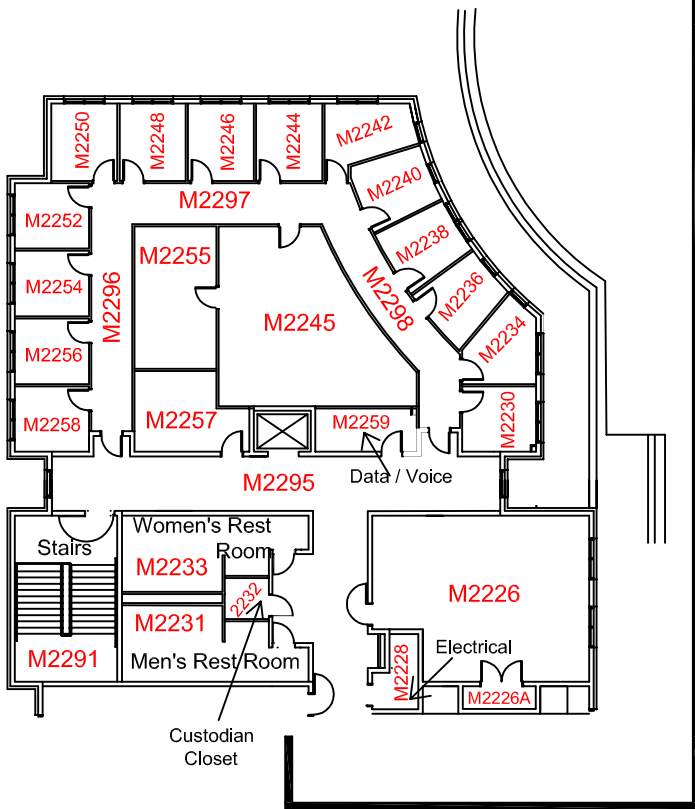 M2250
M2248
M2246
M2244
M2242
M2240
M2297
M2252
M2238
M2255
M2254
M2236
M2296
M2298
M2245
M2234
M2256
M2258
M2257
M2259
M2230
Data / Voice
M2295
Women's Rest
Room
Stairs
M2233
2232
M2226
M2231
M2291
Men's Rest Room
M2228
Electrical
M2226A
Custodian
Closet